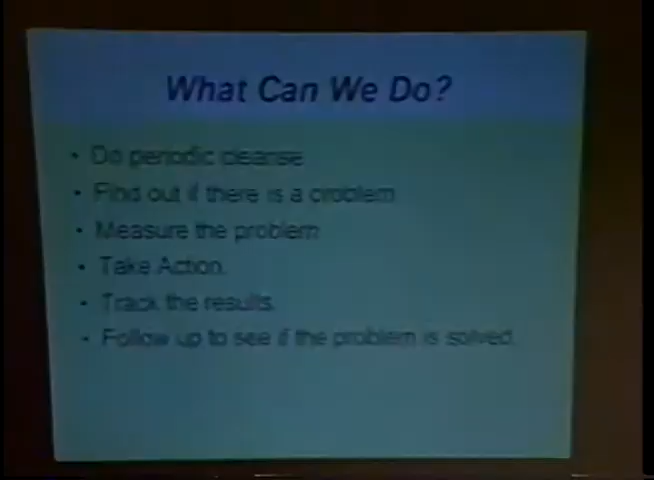 What Can We Do?
• Do periodic cleanse
• Find out if there is a problem
• Measure the problem
• Take Action.
• Track the results.
• Follow up to see if the problem is solved.